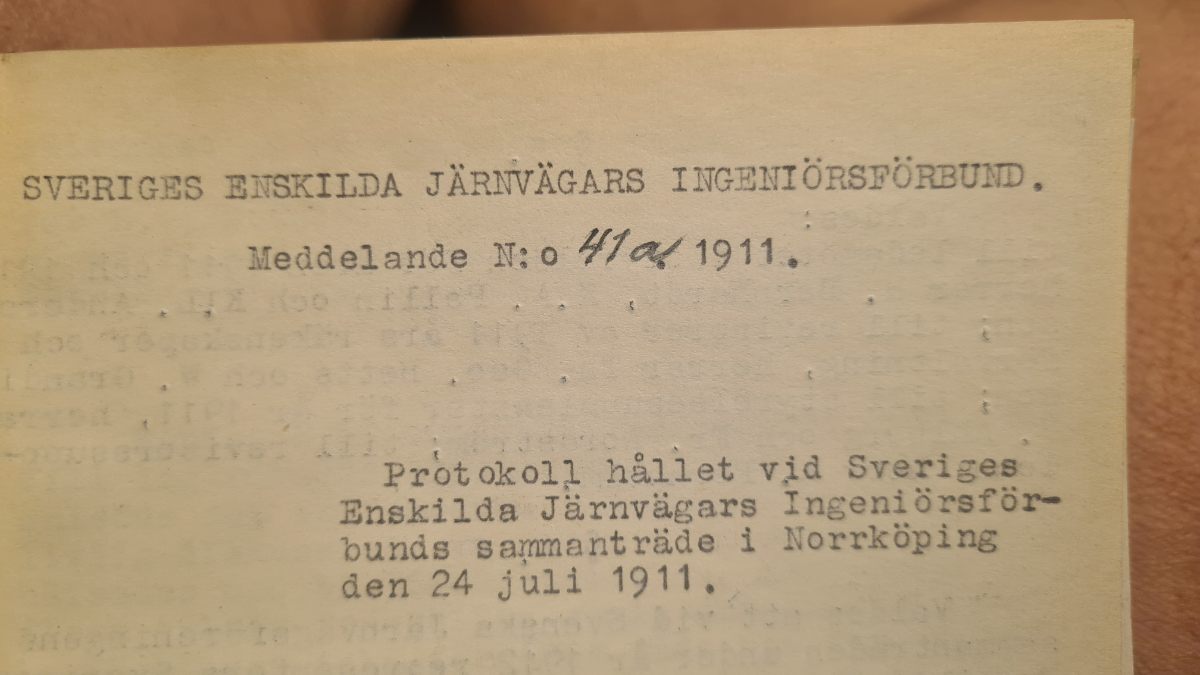 SVERIGES ENSKILDA JÄRNVÄGARS INGENIÖRSFÖRBUND.
Meddelande N:o 41a. 1911.
Protokoll hållet vid Sveriges
Enskilda Järnvägars Ingeniörsför-
bunds sammanträde i Norrköping
den 24 juli 1911.